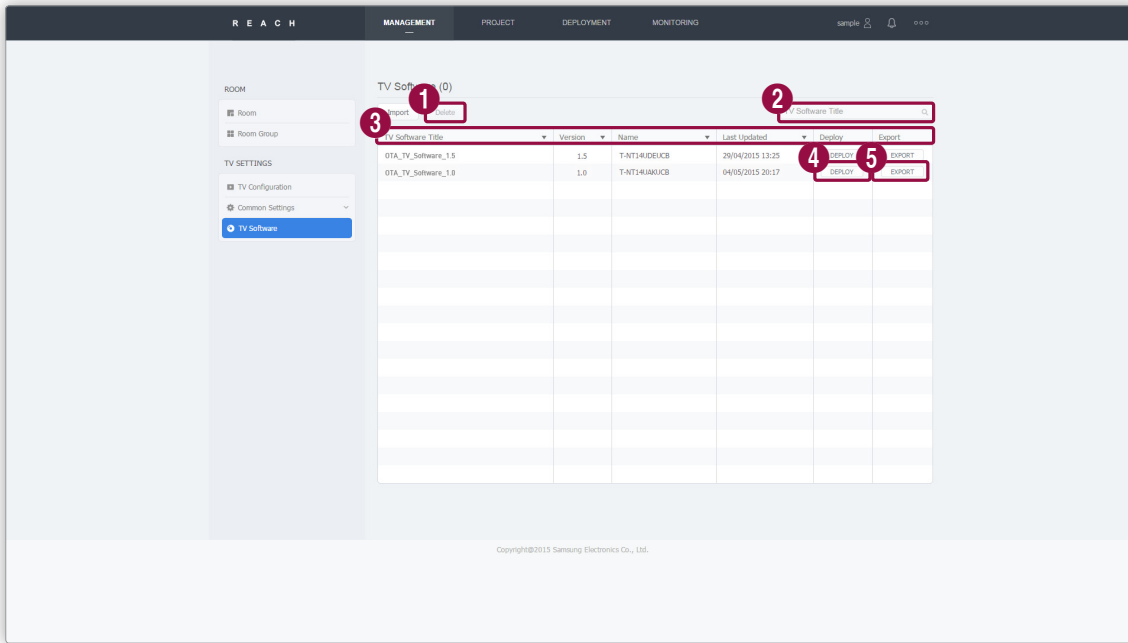 R E A C H
MANAGEMENT
PROJECT
DEPLOYMENT
MONITORING
sample
ROOM
Room
Room Group
TV SETTINGS
TV Configuration
Common Settings
TV Software
TV Software (0)
1
2
Import
Delete
TV Software Title
3
TV Software Title Version Name Last Updated Deploy Export
4
5
OTA_TV_Software_1.5 1.5 T-NT14UDEUCB 29/04/2015 13:25 DEPLOY EXPORT
OTA_TV_Software_1.0 1.0 T-NT14UAKUCB 04/05/2015 20:17 DEPLOY EXPORT
Copyright@2015 Samsung Electronics Co., Ltd.